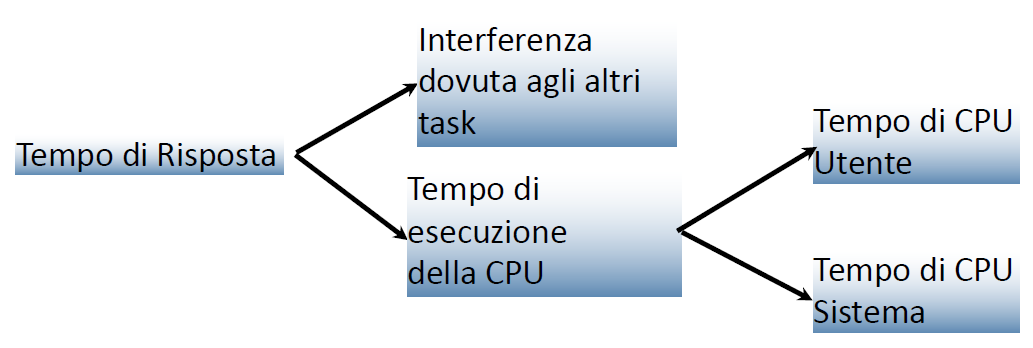 Tempo di Risposta
Interferenza
dovuta agli altri
task
Tempo di
esecuzione
della CPU
Tempo di CPU
Utente
Tempo di CPU
Sistema